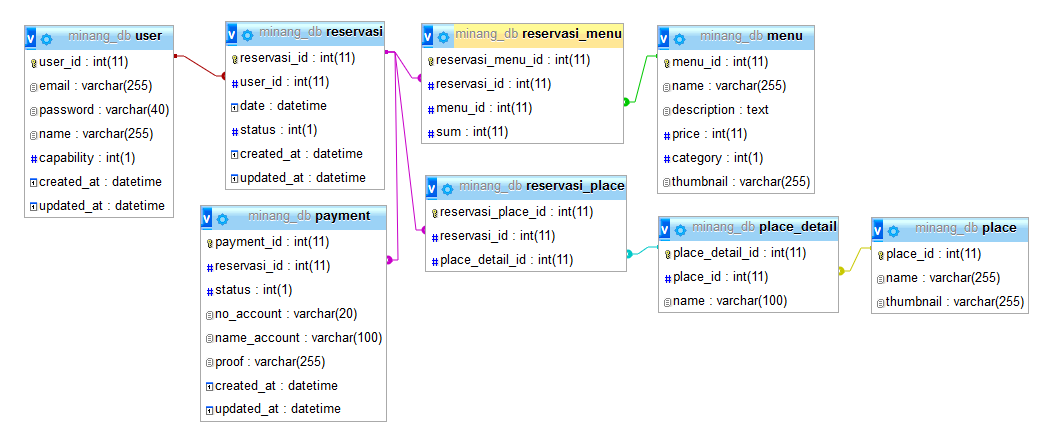 minang_db user
user_id : int(11)
email : varchar(255)
password : varchar(40)
name : varchar(255)
capability : int(1)
created_at : datetime
updated_at : datetime
minang_db reservasi
reservasi_id : int(11)
user_id : int(11)
date : datetime
status : int(1)
created_at : datetime
updated_at : datetime
minang_db reservasi_menu
reservasi_menu_id : int(11)
reservasi_id : int(11)
menu_id : int(11)
sum : int(11)
minang_db menu
menu_id : int(11)
name : varchar(255)
description : text
price : int(11)
category : int(1)
thumbnail : varchar(255)
minang_db payment
payment_id : int(11)
reservasi_id : int(11)
status : int(1)
no_account : varchar(20)
name_account : varchar(100)
proof : varchar(255)
created_at : datetime
updated_at : datetime
minang_db reservasi_place
reservasi_place_id : int(11)
reservasi_id : int(11)
place_detail_id : int(11)
minang_db place_detail
place_detail_id : int(11)
place_id : int(11)
name : varchar(100)
minang_db place
place_id : int(11)
name : varchar(255)
thumbnail : varchar(255)